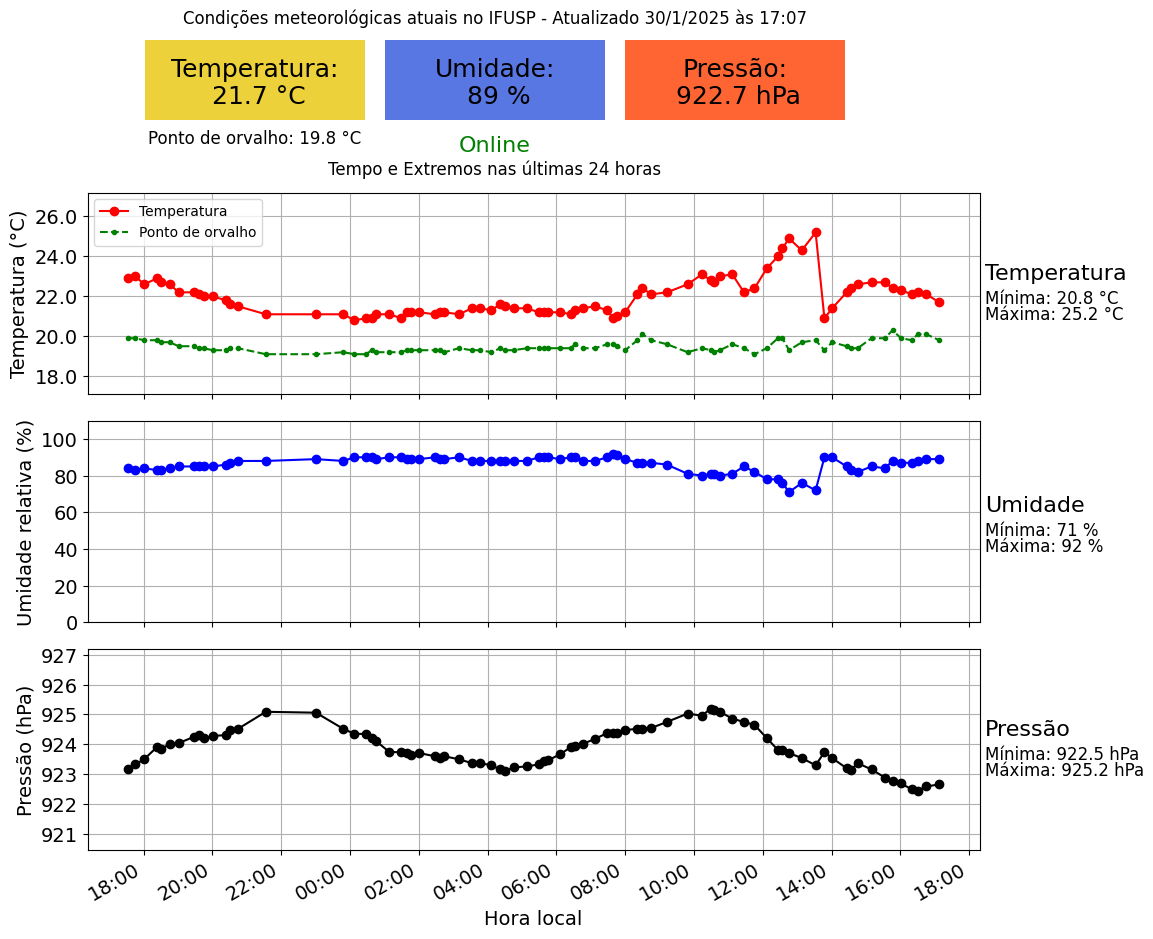 Condições meteorológicas atuais no IFUSP - Atualizado 30/1/2025 às 17:07
Temperatura:
21.7 °C
Umidade:
89 %
Pressão:
922.7 hPa
Ponto de orvalho: 19.8 °C
Online
Tempo e Extremos nas últimas 24 horas
Temperatura (°C)
26.0
24.0
22.0
20.0
18.0
Temperatura
Ponto de orvalho
Temperatura
Mínima: 20.8 °C
Máxima: 25.2 °C
Umidade relativa (%)
100
80
60
40
20
0
Umidade
Mínima: 71 %
Máxima: 92 %
Pressão (hPa)
927
926
925
924
923
922
921
Pressão
Mínima: 922.5 hPa
Máxima: 925.2 hPa
18:00
20:00
22:00
00:00
02:00
04:00
06:00
08:00
10:00
12:00
14:00
16:00
18:00
Hora local